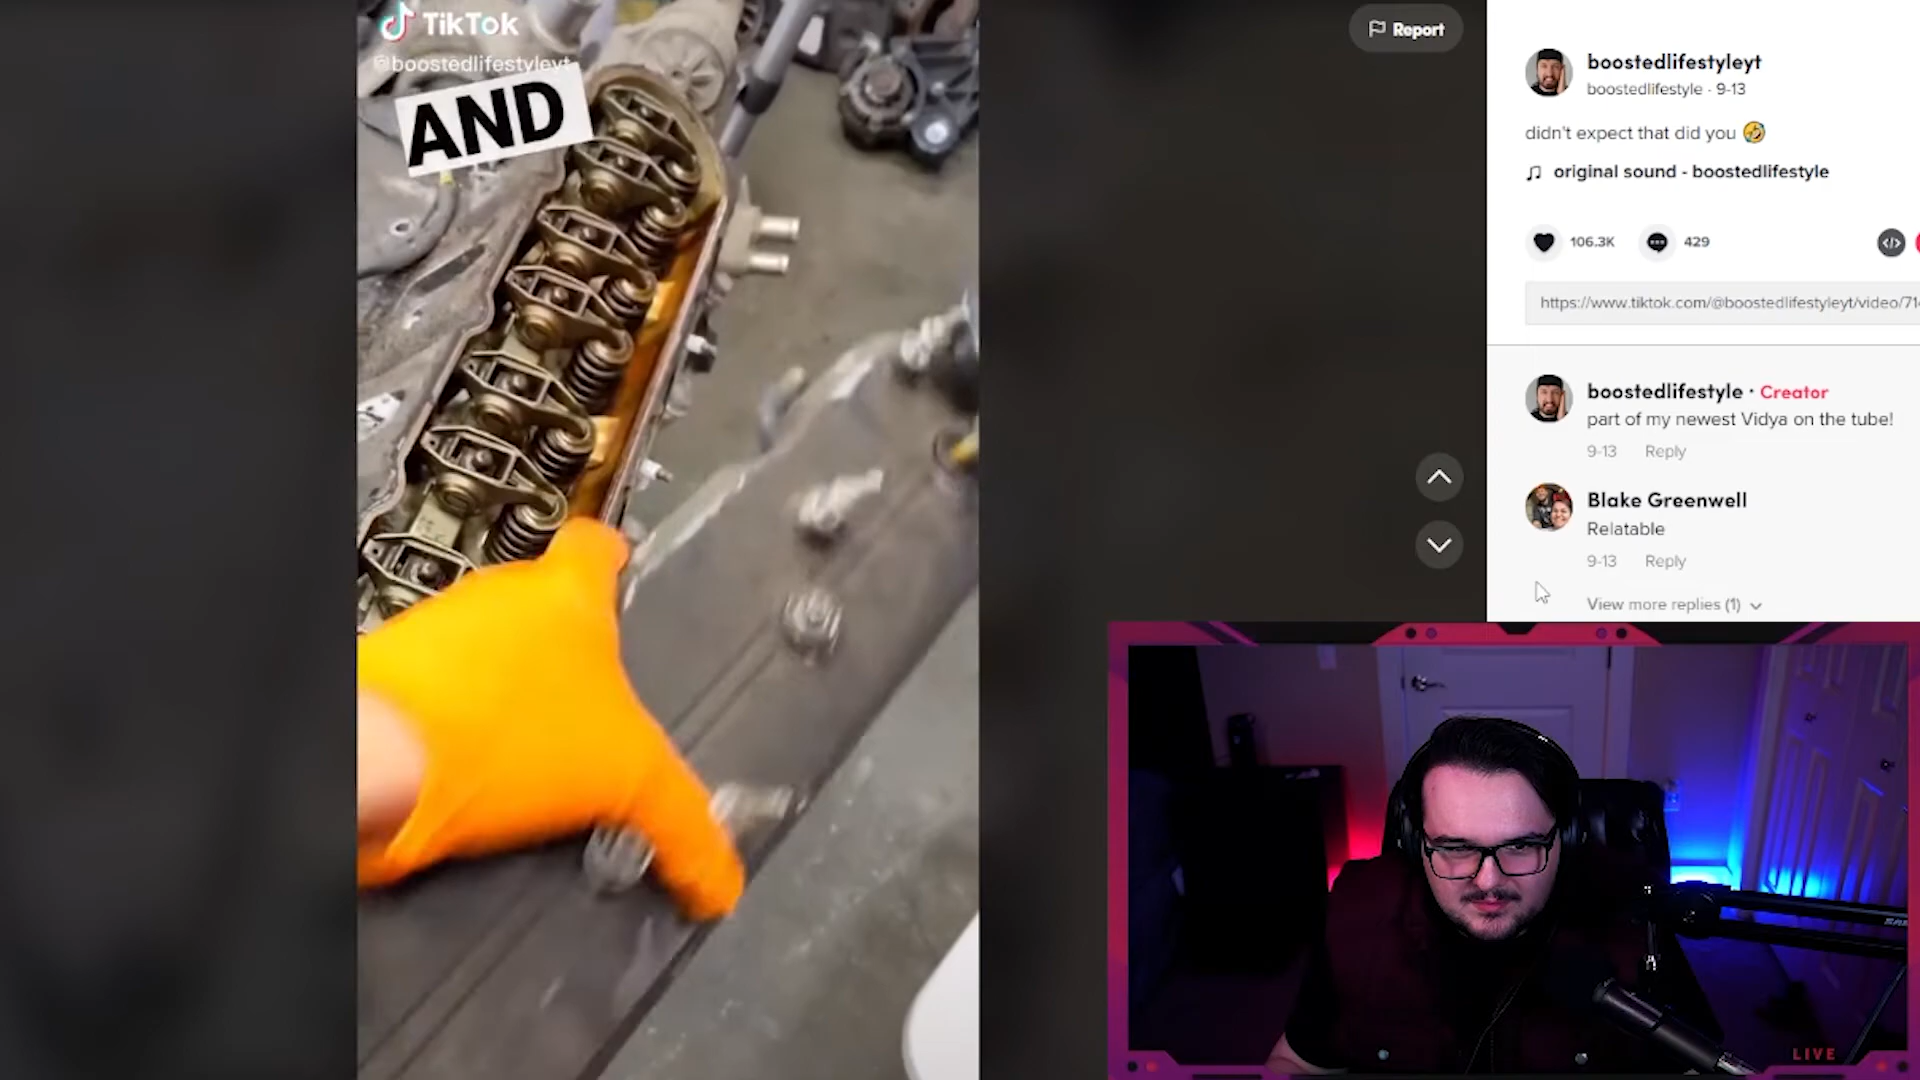 TikTok
@boostedlifestyleyt
AND
Report
boostedlifestyleyt
boostedlifestyle · 9-13
didn't expect that did you 🤣
original sound - boostedlifestyle
106.3K
429
https://www.tiktok.com/@boostedlifestyleyt/video/71
boostedlifestyle · Creator
part of my newest Vidya on the tube!
9-13 Reply
Blake Greenwell
Relatable
9-13 Reply
View more replies (1)
LIVE